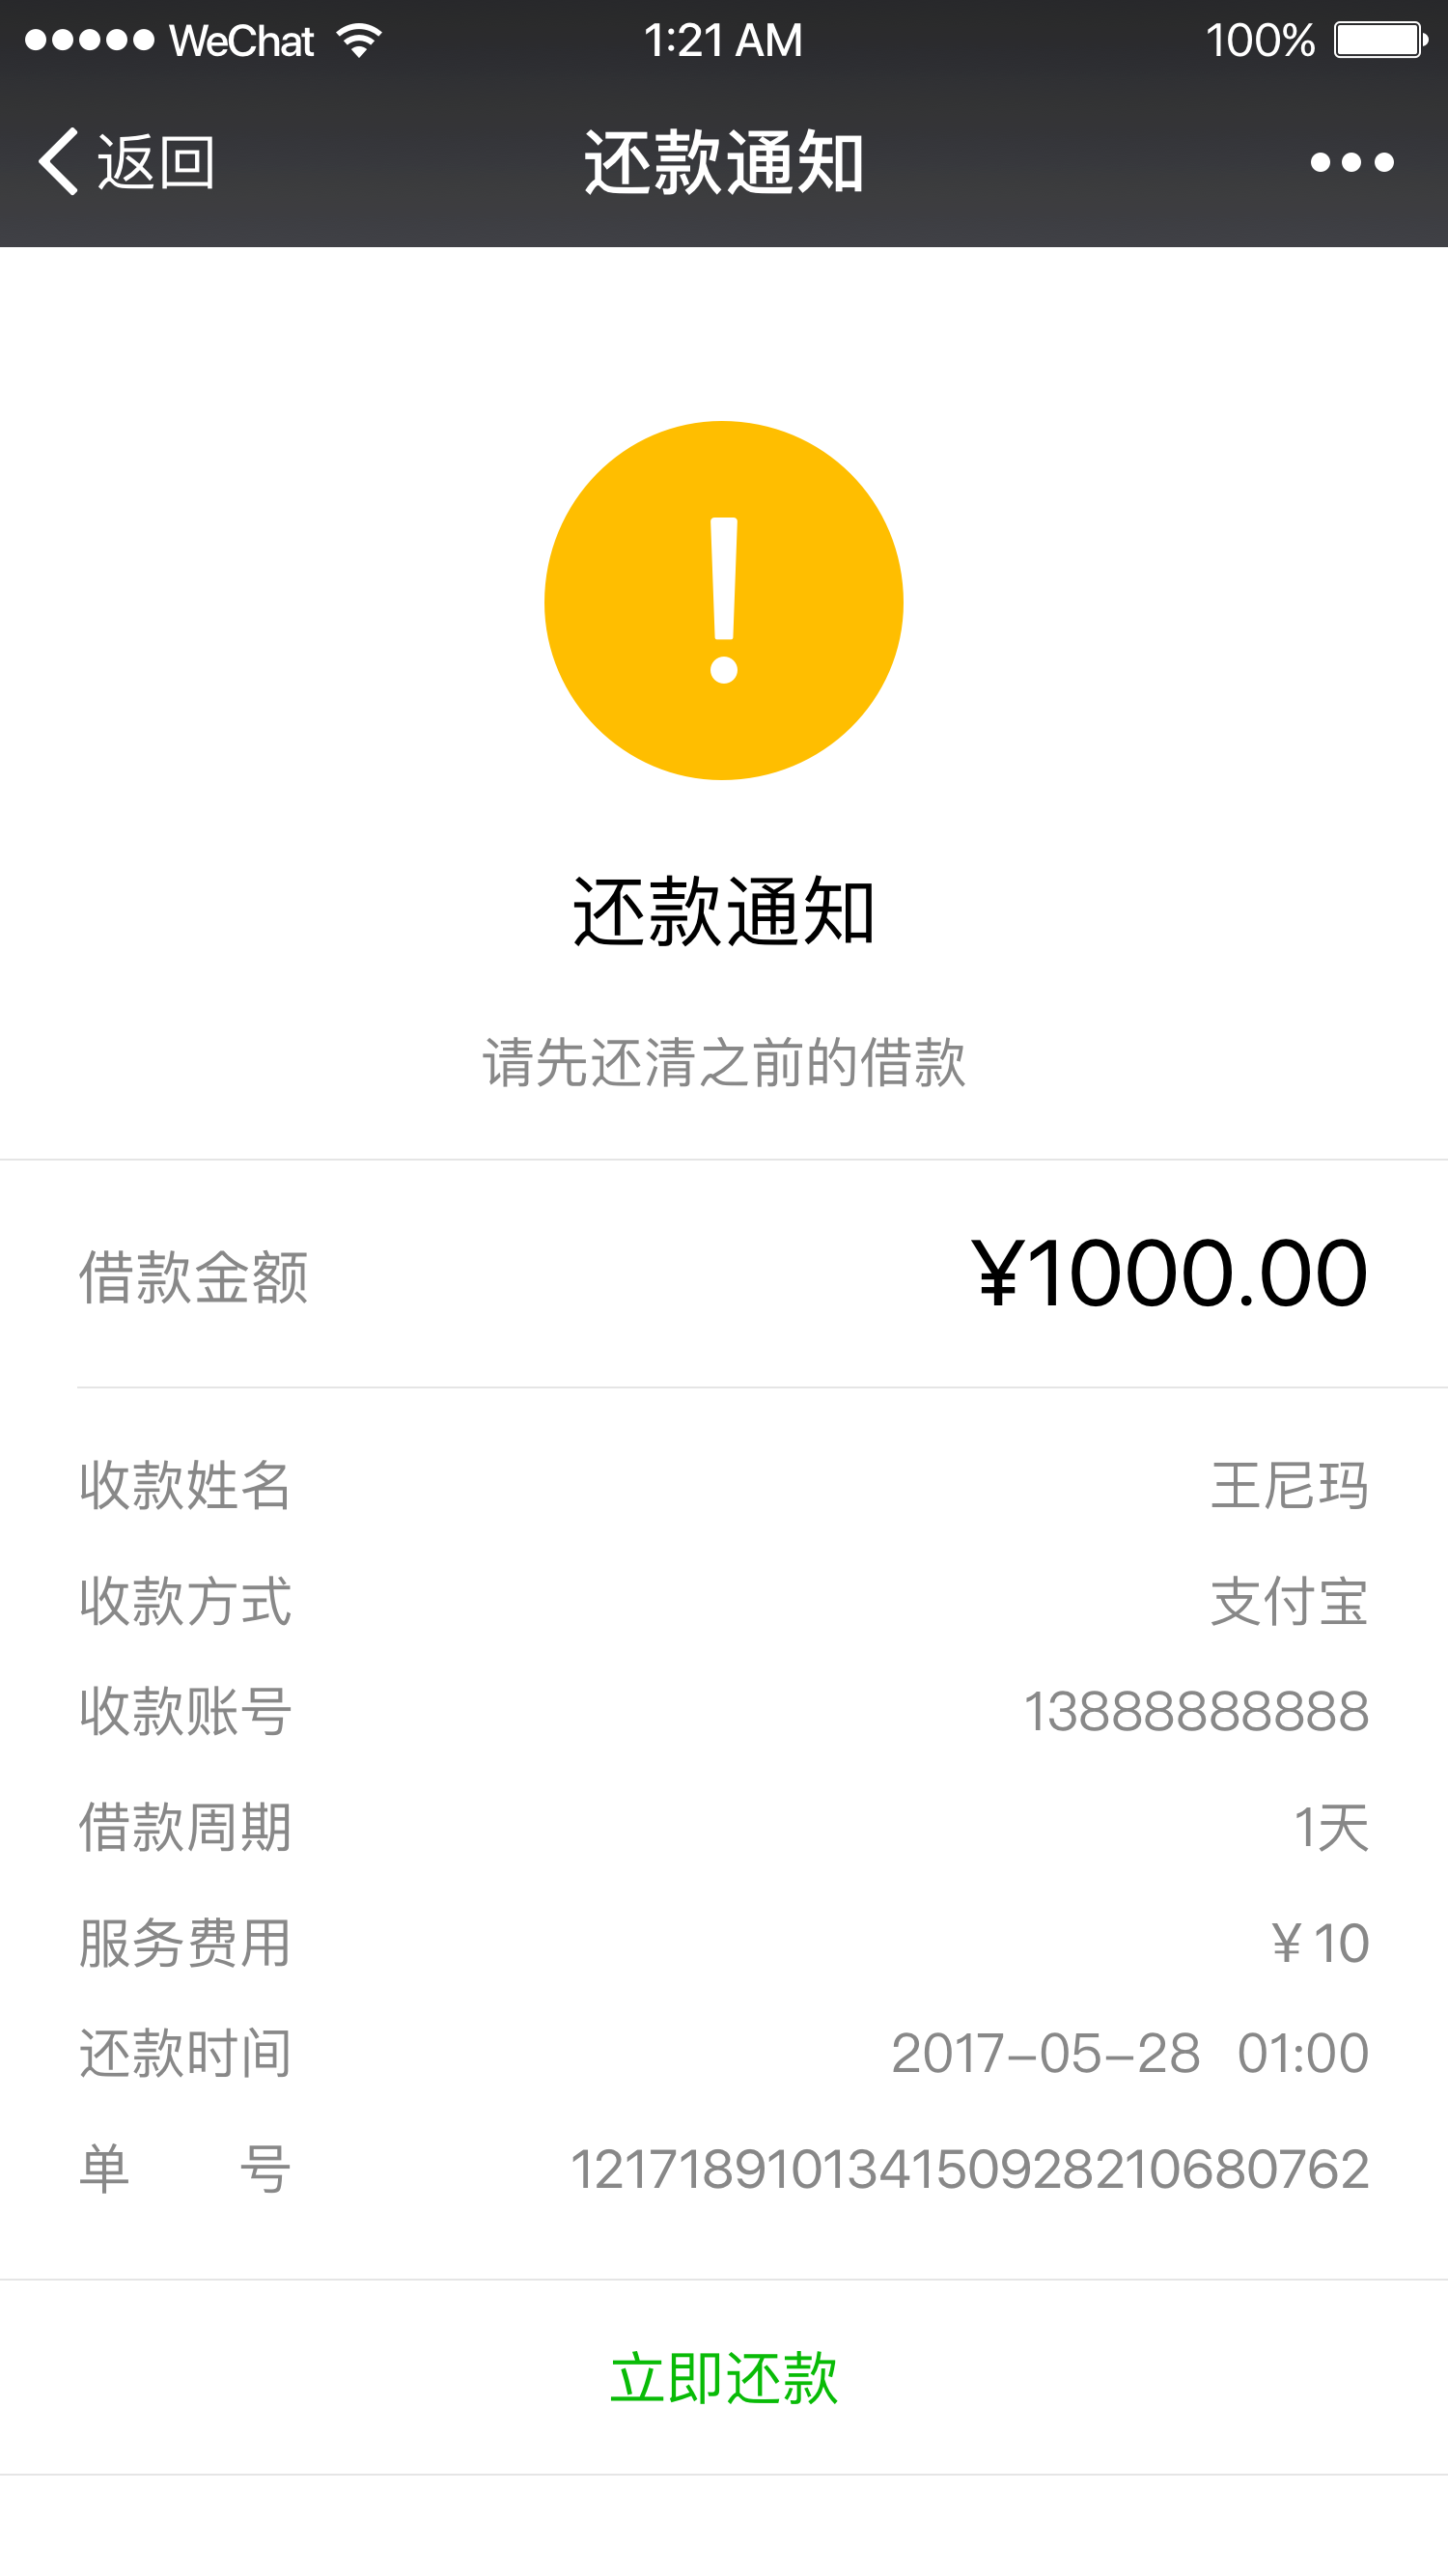 WeChat 1:21 AM 100%
返回 还款通知
还款通知
请先还清之前的借款
借款金额 ¥1000.00
收款姓名 王尼玛
收款方式 支付宝
收款账号 13888888888
借款周期 1天
服务费用 ¥ 10
还款时间 2017-05-28 01:00
单 号 12171891013415092821​0680762
立即还款